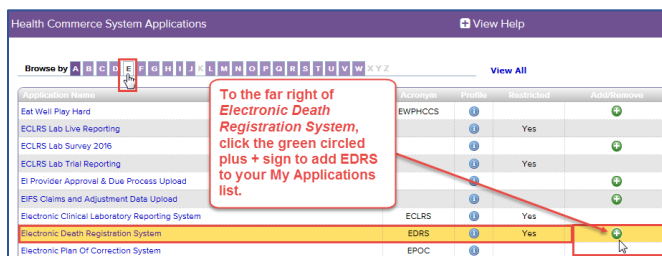 Health Commerce System Applications
View Help
Browse by A B C D E F G H I J K L M N O P Q R S T U V W X Y Z
View All
Application Name Acronym Profile Restricted Add/Remove
Eat Well Play Hard EWPHCCS
ECLRS Lab Live Reporting Yes
ECLRS Lab Survey 2016
ECLRS Lab Trial Reporting Yes
EI Provider Approval & Due Process Upload
EIFS Claims and Adjustment Data Upload
Electronic Clinical Laboratory Reporting System ECLRS Yes
Electronic Death Registration System EDRS Yes
Electronic Plan Of Correction System EPOC
To the far right of
Electronic Death
Registration System,
click the green circled
plus + sign to add EDRS
to your My Applications
list.